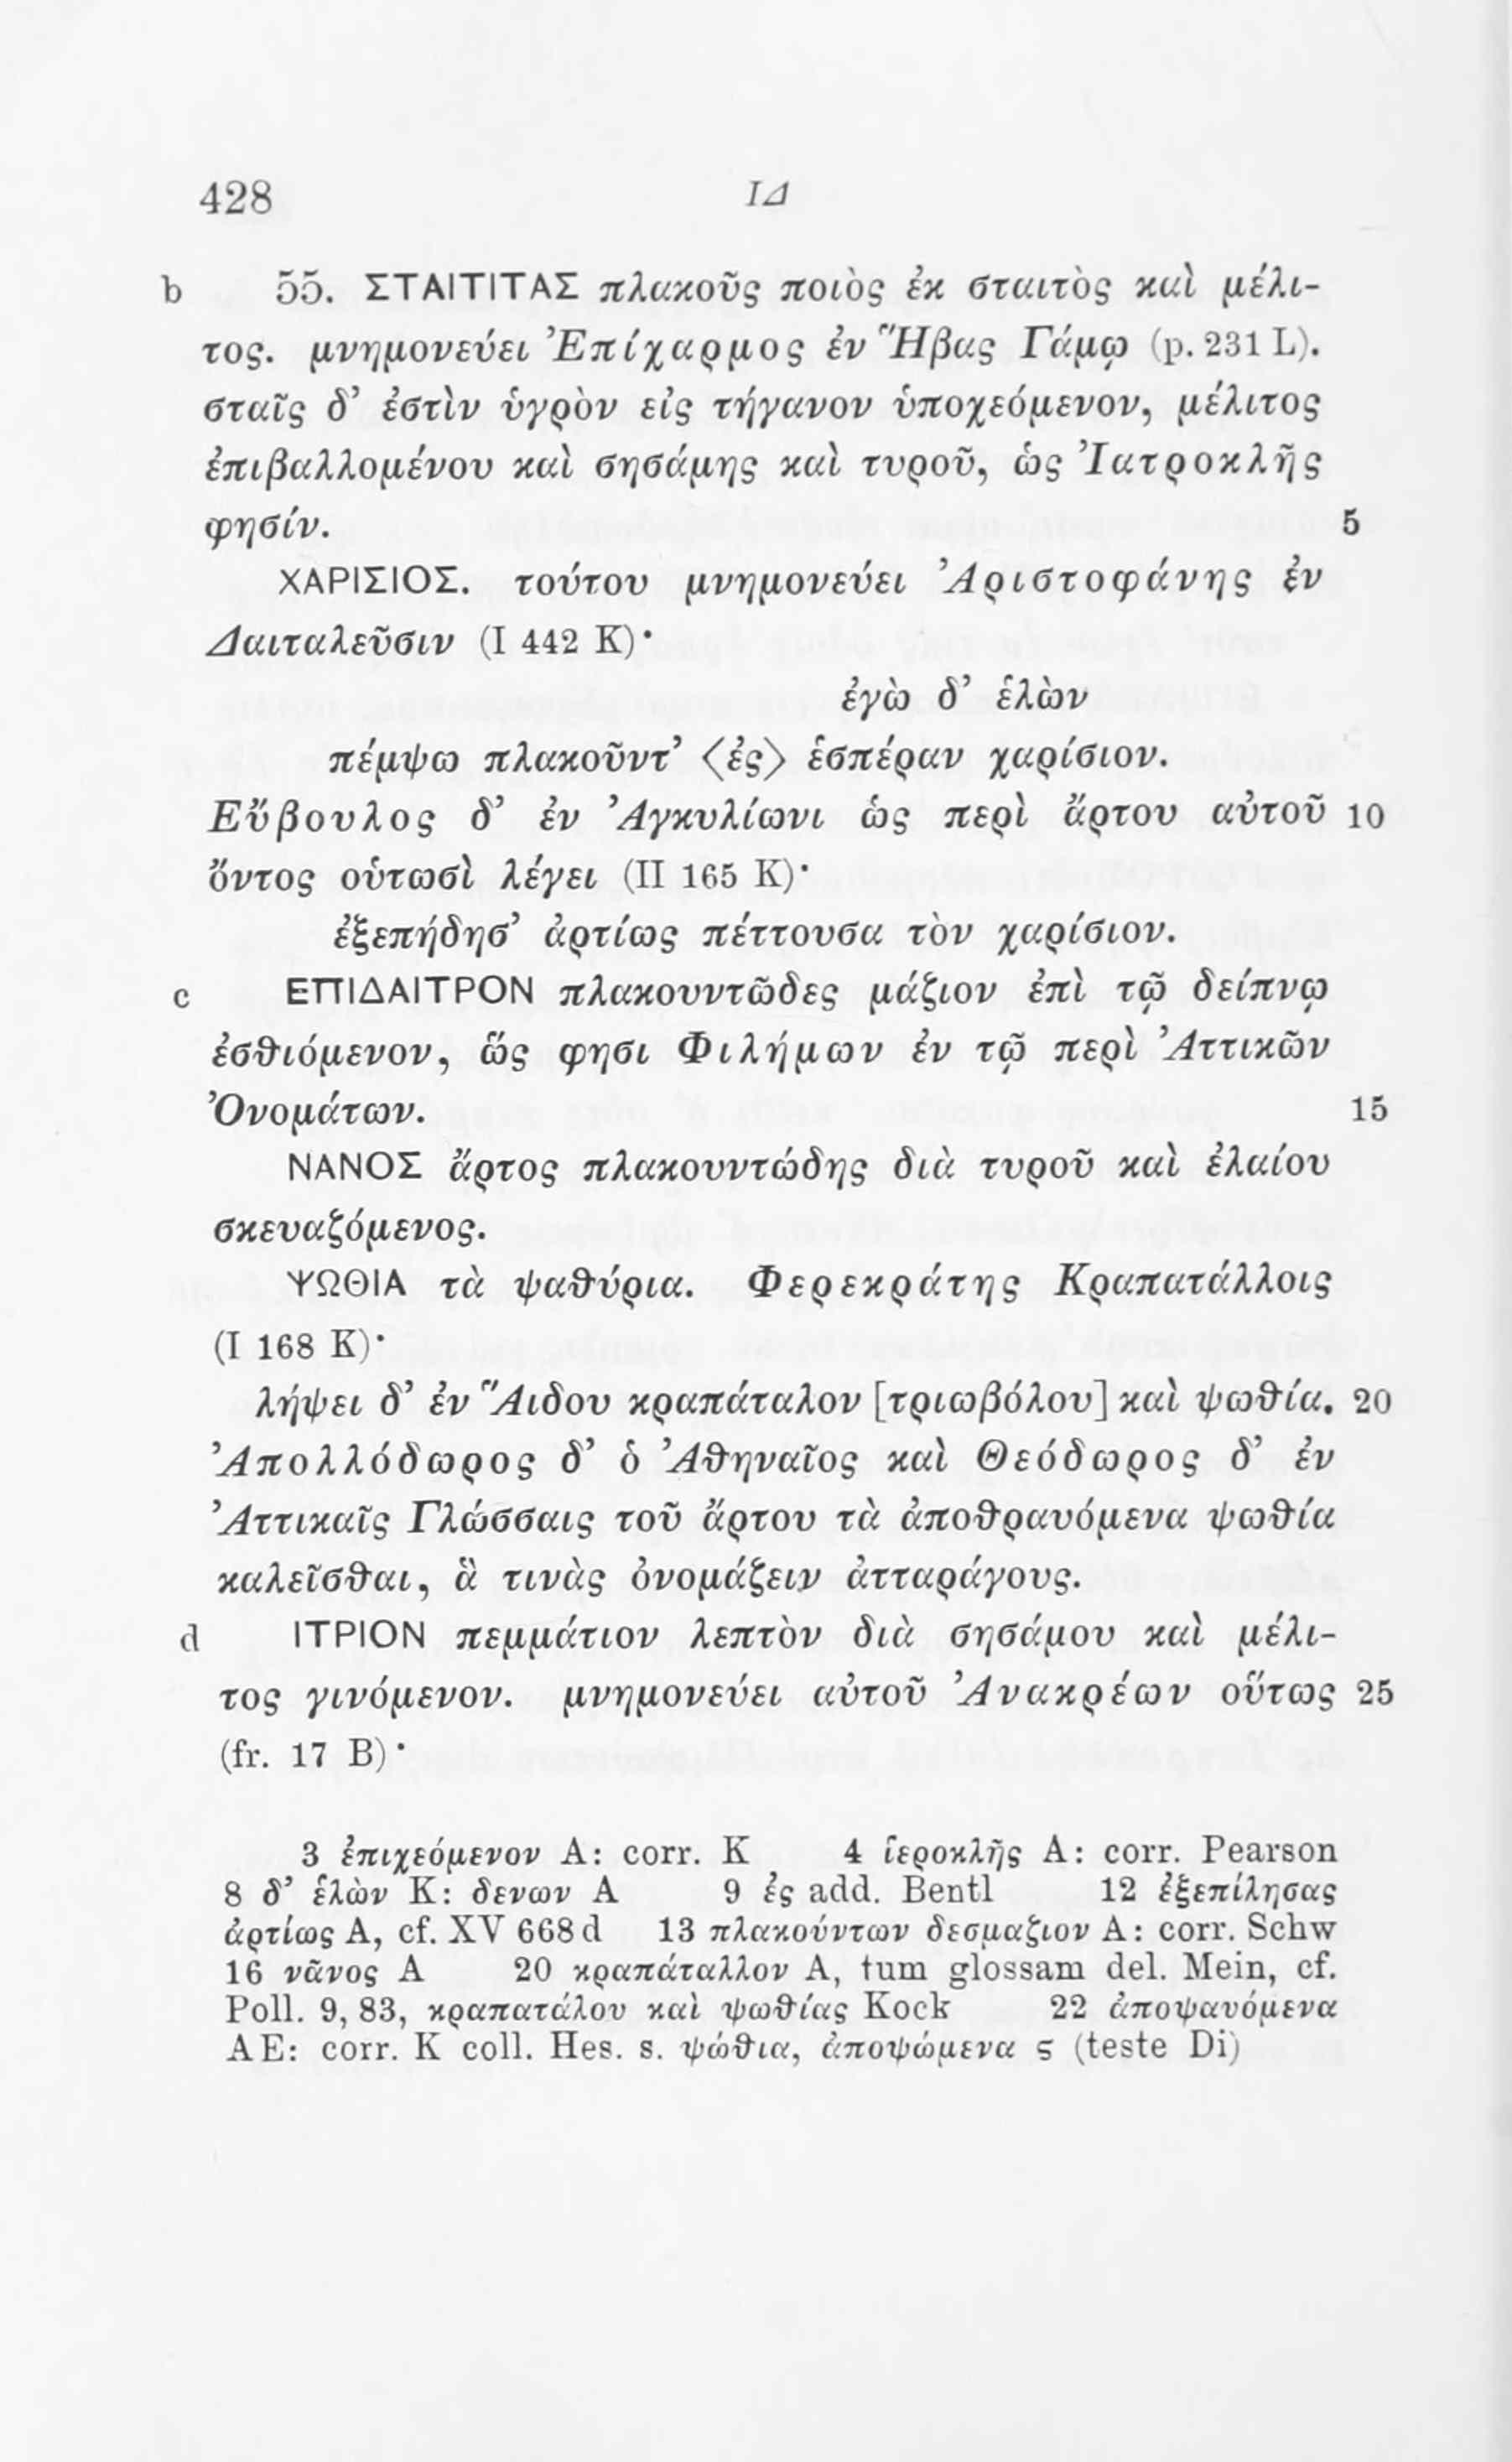 428 ΙΔ
b 55. ΣΤΑΙΤΙΤΑΣ πλακοῦς ποιὸς ἐκ σταιτὸς καὶ μέλι-
τος. μνημονεύει Ἐπίχαρμος ἐν Ἥβας Γάμῳ (p. 231 L).
σταῖς δ’ ἐστὶν ὑγρὸν εἰς τήγανον ὑποχεόμενον, μέλιτος
ἐπιβαλλομένου καὶ σησάμης καὶ τυροῦ, ὡς Ἰατροκλῆς
φησίν. 5
ΧΑΡΙΣΙΟΣ. τούτου μνημονεύει Ἀριστοφάνης ἐν
Δαιταλεῦσιν (I 442 K)·
ἐγὼ δ’ ἑλὼν
πέμψω πλακοῦντ’ 〈ἐς〉 ἑσπέραν χαρίσιον.
Εὔβουλος δ’ ἐν Ἀγκυλίωνι ὡς περὶ ἄρτου αὐτοῦ 10
ὄντος οὑτωσὶ λέγει (II 165 K)·
ἐξεπήδησ’ ἀρτίως πέττουσα τὸν χαρίσιον.
c ΕΠΙΔΑΙΤΡΟΝ πλακουντῶδες μάζιον ἐπὶ τῷ δείπνῳ
ἐσθιόμενον, ὥς φησι Φιλήμων ἐν τῷ περὶ Ἀττικῶν
Ὀνομάτων. 15
ΝΑΝΟΣ ἄρτος πλακουντώδης διὰ τυροῦ καὶ ἐλαίου
σκευαζόμενος.
ΨΩΘΙΑ τὰ ψαθύρια. Φερεκράτης Κραπατάλλοις
(I 168 K)·
λήψει δ’ ἐν Ἅιδου κραπάταλον [τριωβόλου] καὶ ψωθία. 20
Ἀπολλόδωρος δ’ ὁ Ἀθηναῖος καὶ Θεόδωρος δ’ ἐν
Ἀττικαῖς Γλώσσαις τοῦ ἄρτου τὰ ἀποθραυόμενα ψωθία
καλεῖσθαι, ἃ τινὰς ὀνομάζειν ἀτταράγους.
d ΙΤΡΙΟΝ πεμμάτιον λεπτὸν διὰ σησάμου καὶ μέλι-
τος γινόμενον. μνημονεύει αὐτοῦ Ἀνακρέων οὕτως 25
(fr. 17 B)·
3 ἐπιχεόμενον A: corr. K 4 ἱεροκλῆς A: corr. Pearson
8 δ’ ἑλὼν K: δενων A 9 ἐς add. Bentl 12 ἐξεπίλησας
ἀρτίως A, cf. XV 668 d 13 πλακούντων δεσμαζιον A: corr. Schw
16 νᾶνος A 20 κραπάταλλον A, tum glossam del. Mein, cf.
Poll. 9, 83, κραπατάλου καὶ ψωθίας Kock 22 ἀποψαυόμενα
AE: corr. K coll. Hes. s. ψώθια, ἀποψώμενα ς (teste Di)